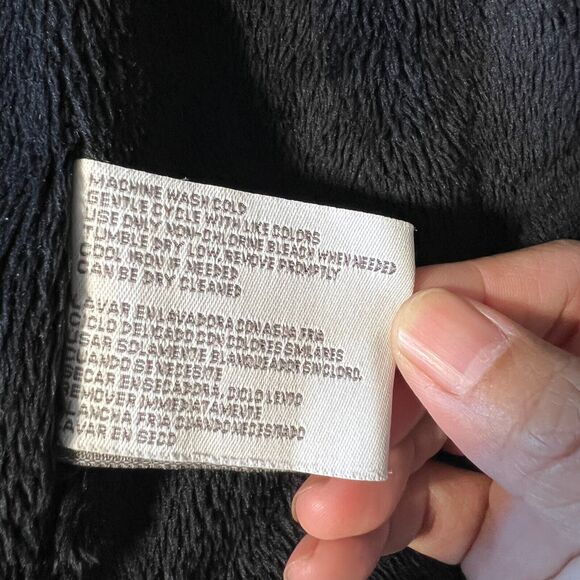 MACHINE WASH COLD
GENTLE CYCLE WITH LIKE COLORS
USE ONLY NON-CHLORINE BLEACH WHEN NEEDED
TUMBLE DRY LOW, REMOVE PROMPTLY
COOL IRON IF NEEDED
CAN BE DRY CLEANED
LAVAR EN LAVADORA CON AGUA FRIA
CICLO DELICADO CON COLORES SIMILARES
USAR SOLAMENTE BLANQUEADOR SIN CLORO,
CUANDO SE NECESITE
SECAR EN SECADORA, CICLO LENTO
REMOVER IMMEDIATAMENTE
PLANCHA FRIA CUANDO NECESITADO
LAVAR EN SECO